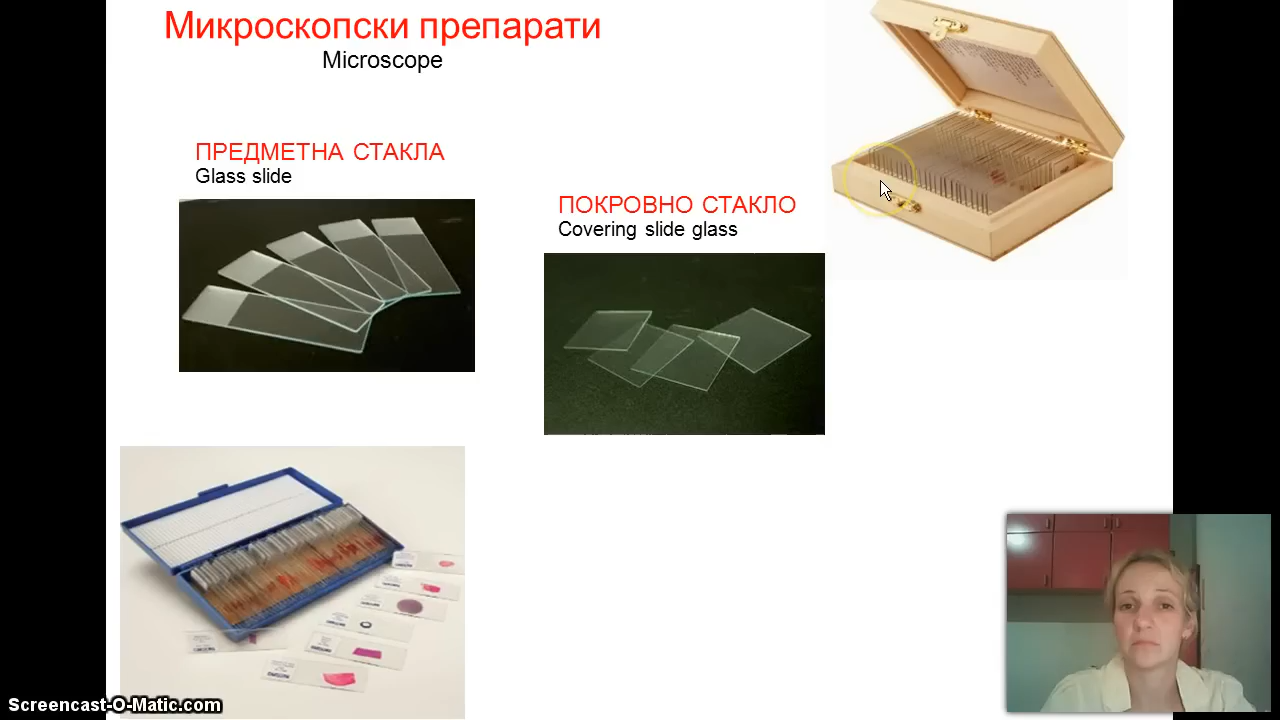 Микроскопски препарати
Microscope
ПРЕДМЕТНА СТАКЛА
Glass slide
ПОКРОВНО СТАКЛО
Covering slide glass
Screencast-O-Matic.com